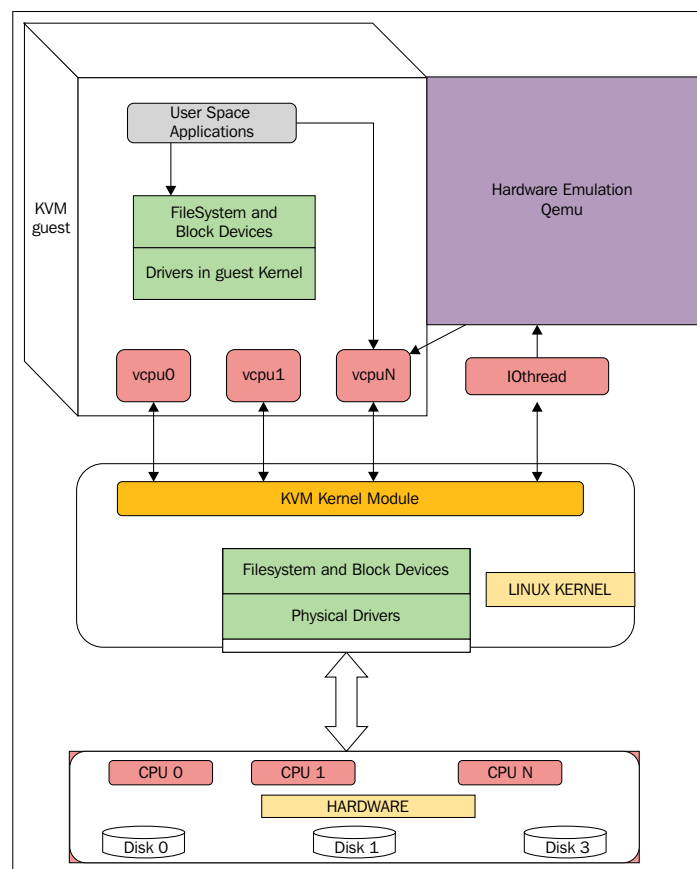 User Space
Applications
Hardware Emulation
Qemu
KVM
guest
FileSystem and
Block Devices
Drivers in guest Kernel
vcpu0
vcpu1
vcpuN
IOthread
KVM Kernel Module
Filesystem and Block Devices
LINUX KERNEL
Physical Drivers
CPU 0
CPU 1
CPU N
HARDWARE
Disk 0
Disk 1
Disk 3